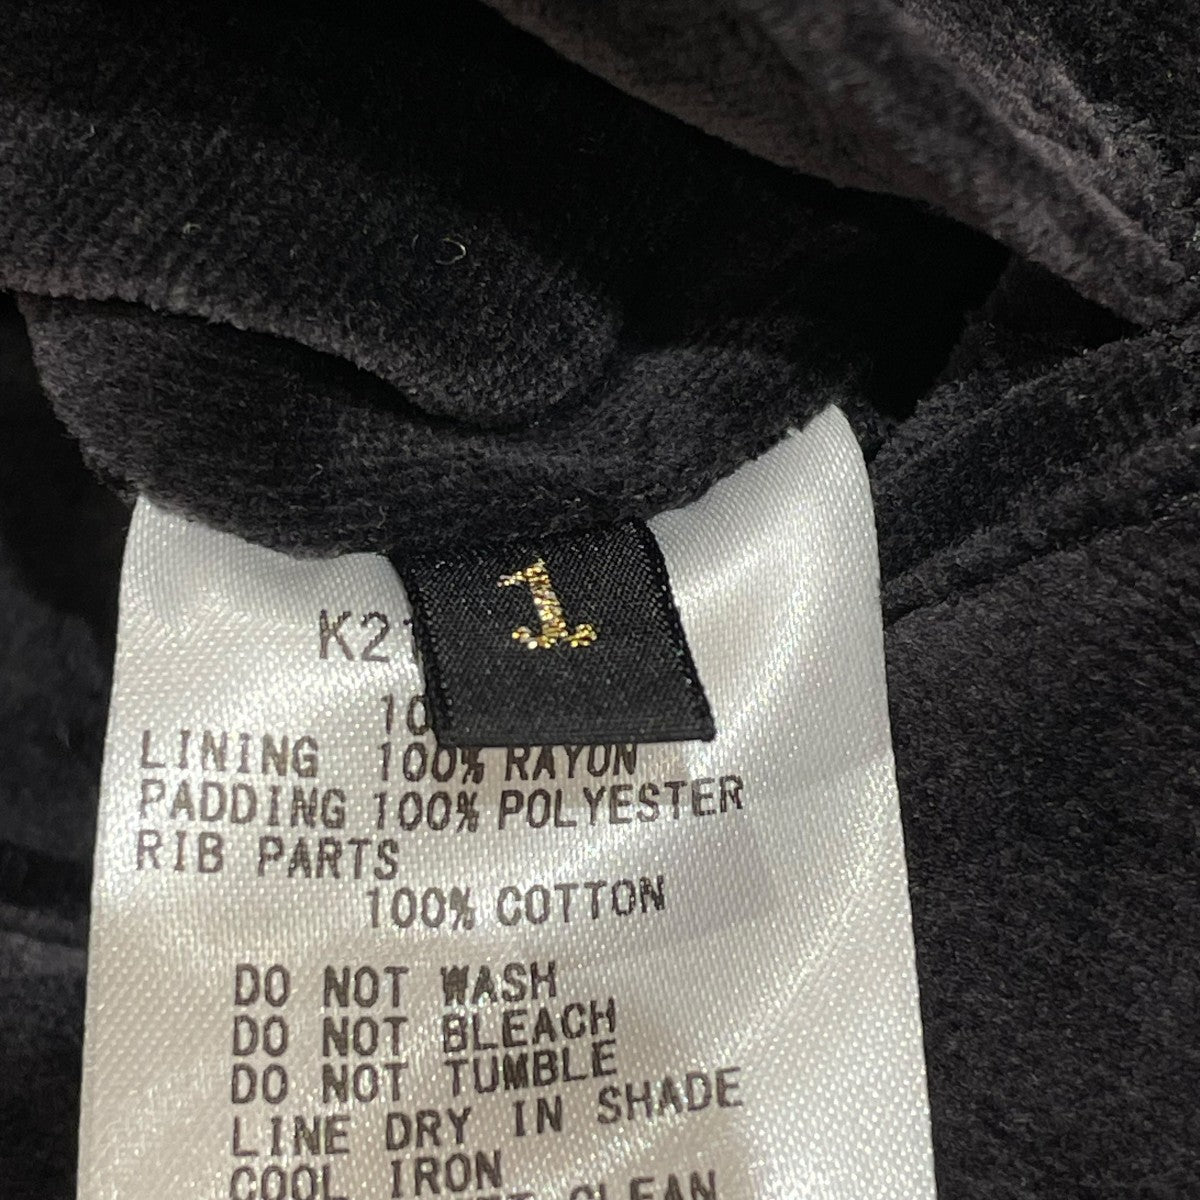 1
K21
10
LINING 100% RAYON
PADDING 100% POLYESTER
RIB PARTS
100% COTTON
DO NOT WASH
DO NOT BLEACH
DO NOT TUMBLE
LINE DRY IN SHADE
COOL IRON
CLEAN